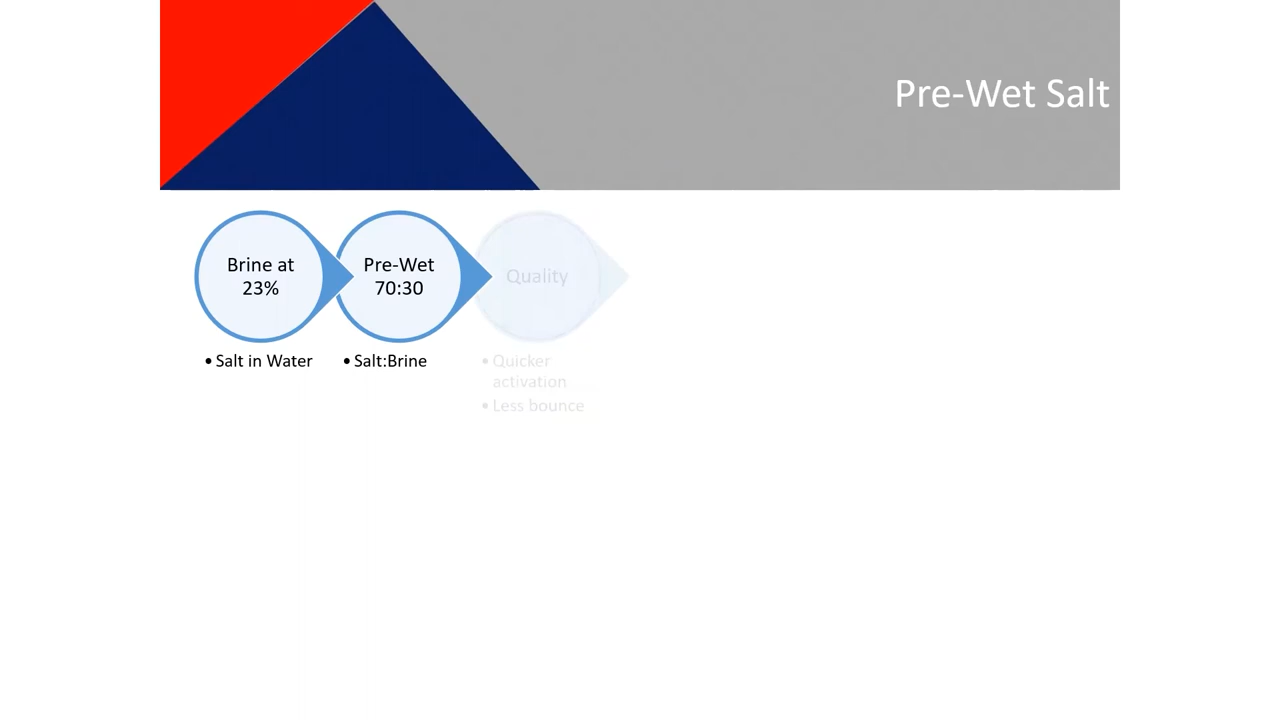 Pre-Wet Salt
Brine at
23%
Pre-Wet
70:30
Quality
• Salt in Water
• Salt:Brine
• Quicker
activation
• Less bounce